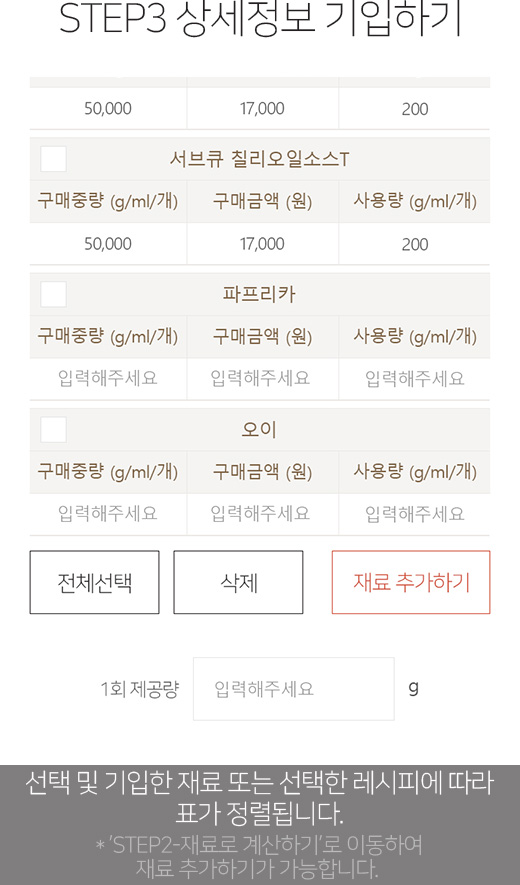 STEP3 상세정보 기입하기
50,000 17,000 200
서브큐 칠리오일소스T
구매중량 (g/ml/개) 구매금액 (원) 사용량 (g/ml/개)
50,000 17,000 200
파프리카
구매중량 (g/ml/개) 구매금액 (원) 사용량 (g/ml/개)
입력해주세요 입력해주세요 입력해주세요
오이
구매중량 (g/ml/개) 구매금액 (원) 사용량 (g/ml/개)
입력해주세요 입력해주세요 입력해주세요
전체선택 삭제 재료 추가하기
1회 제공량 입력해주세요 g
선택 및 기입한 재료 또는 선택한 레시피에 따라
표가 정렬됩니다.
* ‘STEP2-재료로 계산하기’로 이동하여
재료 추가하기가 가능합니다.